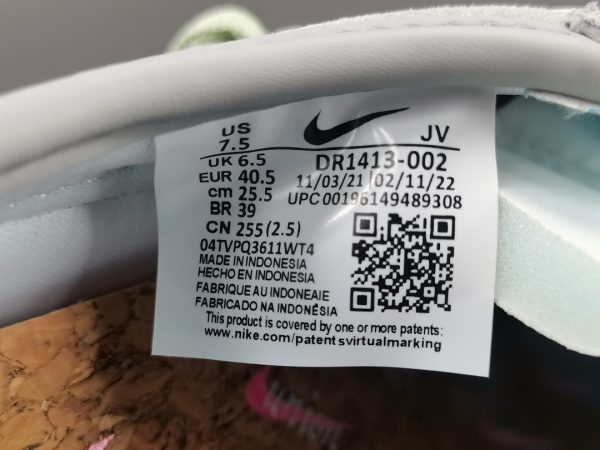 US
7.5
JV
UK 6.5
DR1413-002
EUR 40.5
11/03/21 02/11/22
cm 25.5
UPC00196149489308
BR 39
CN 255 (2.5)
04TVPQ3611WT4
MADE IN INDONESIA
HECHO EN INDONESIA
FABRIQUE AU INDONEAIE
FABRICADO NA INDONÉSIA
This product is covered by one or more patents:
www.nike.com/patentsvirtualmarking